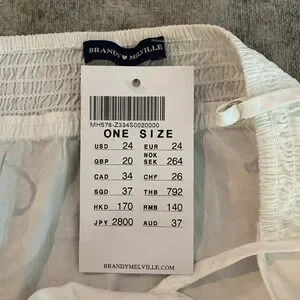 BRANDY ♥ MELVILLE
MH578-Z334S0020000
ONE SIZE
USD 24 EUR 24
GBP 20 NOK SEK 264
CAD 34 CHF 26
SGD 37 THB 792
HKD 170 RMB 140
JPY 2800 AUD 37
BRANDYMELVILLE.COM